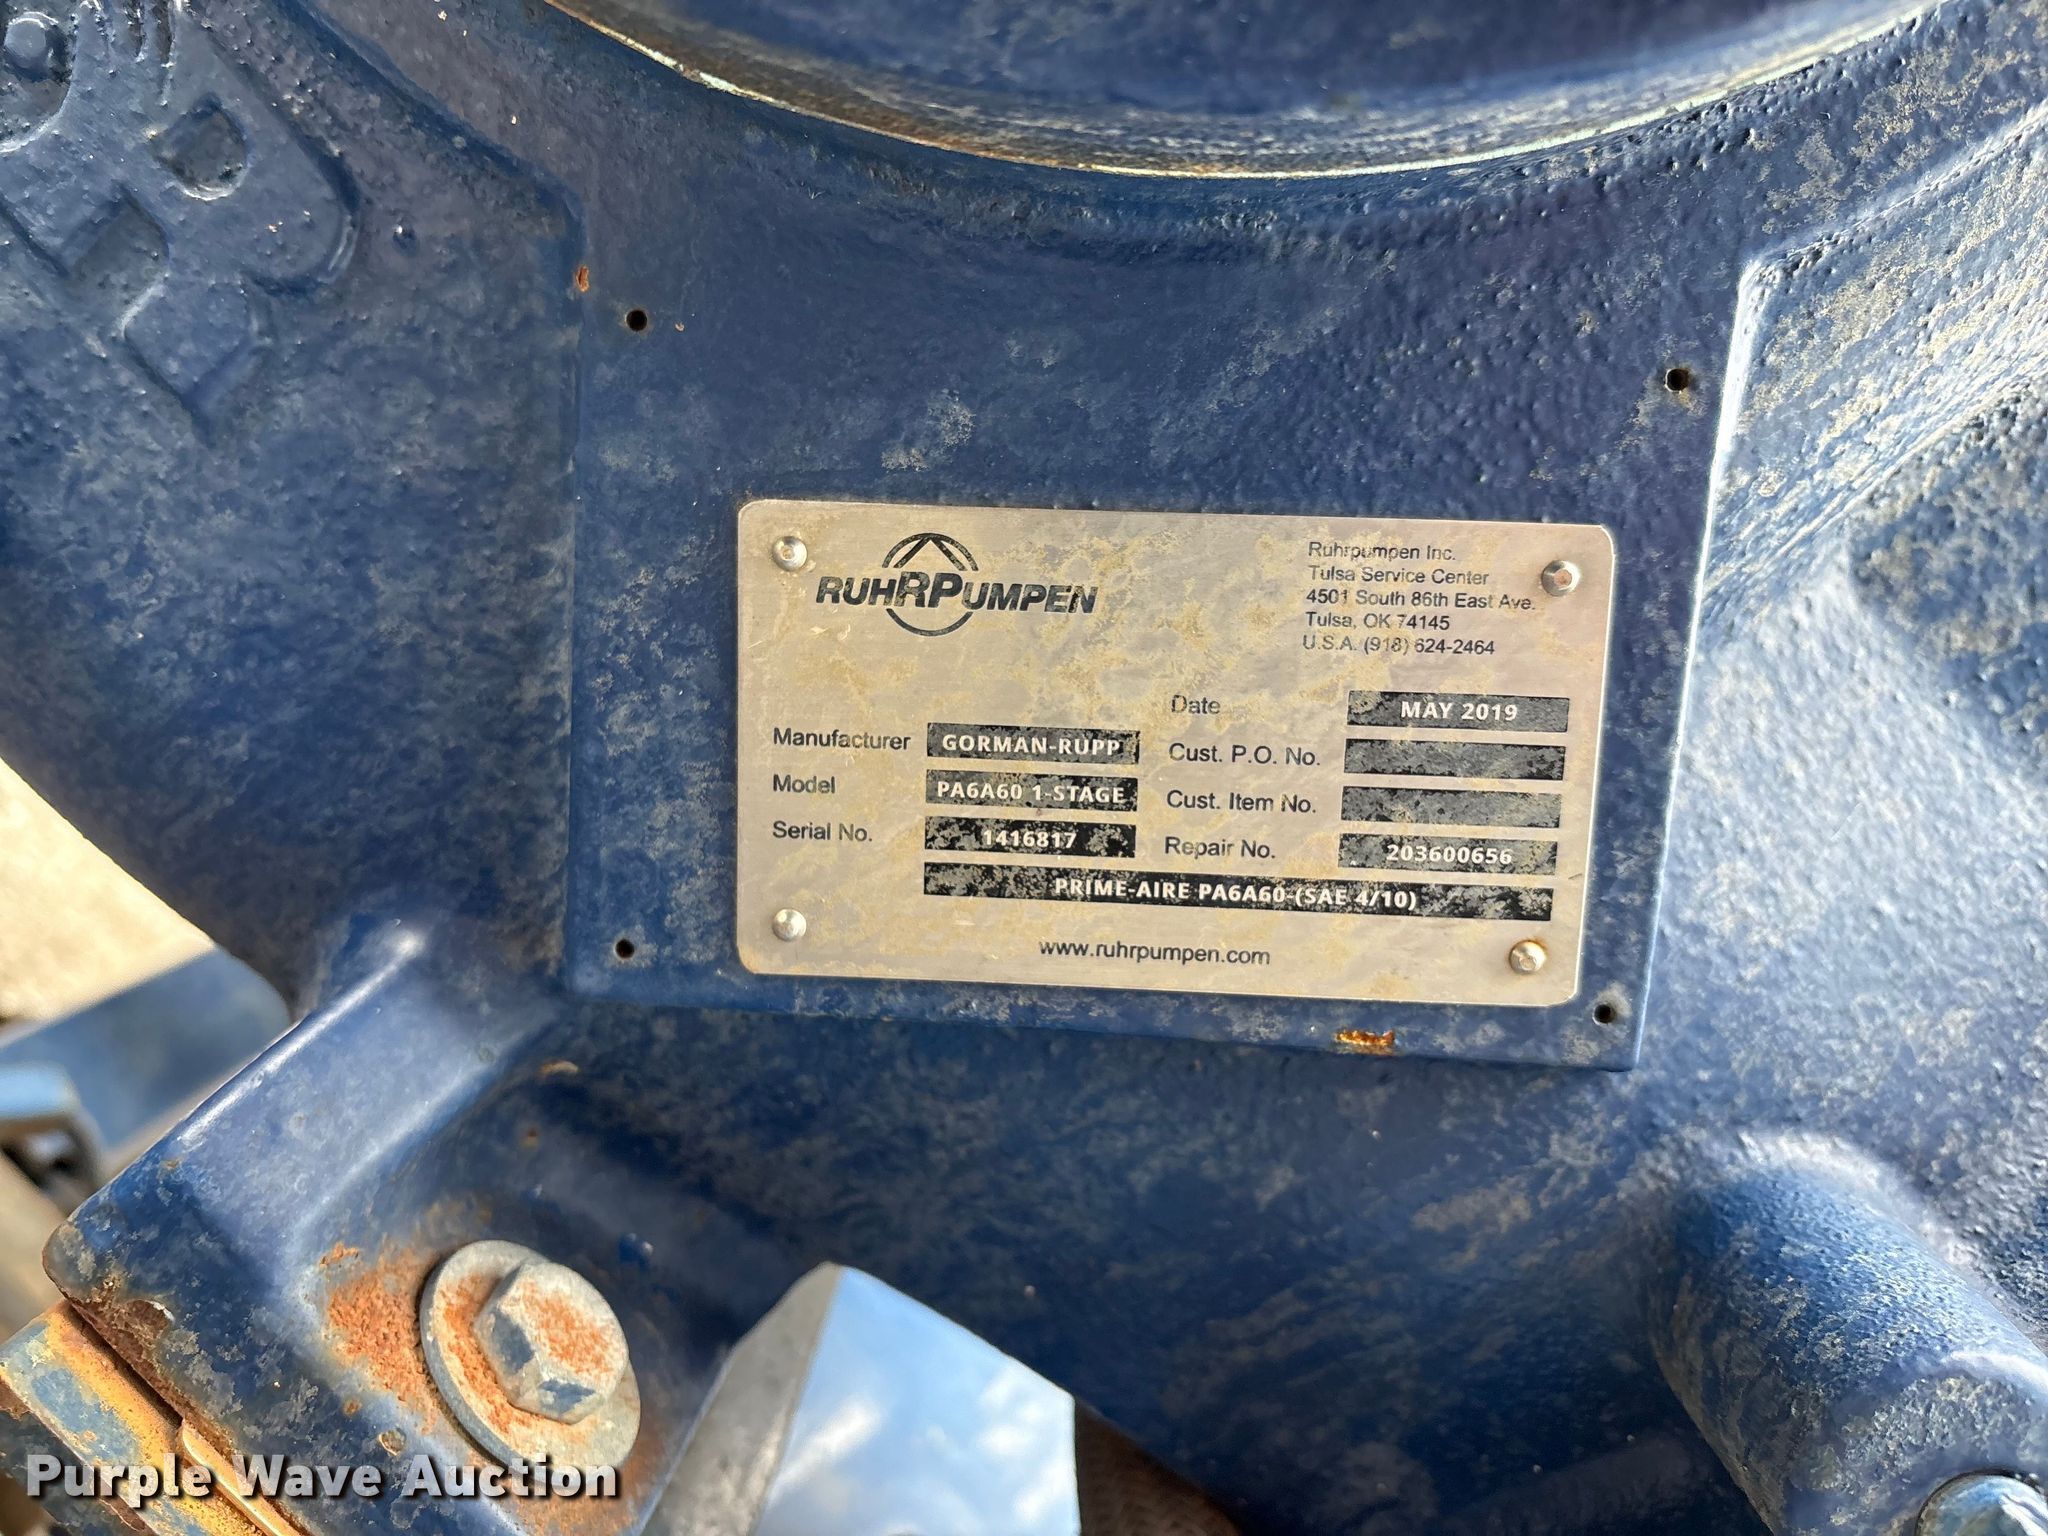 RUHRPUMPEN
Ruhrpumpen Inc.
Tulsa Service Center
4501 South 86th East Ave.
Tulsa, OK 74145
U.S.A. (918) 624-2464
Date MAY 2019
Manufacturer GORMAN-RUPP Cust. P.O. No.
Model PA6A60 1-STAGE Cust. Item No.
Serial No. 1416817 Repair No. 203600656
PRIME-AIRE PA6A60-(SAE 4/10)
www.ruhrpumpen.com
Purple Wave Auction